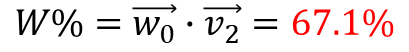 W% = \overrightarrow{w_0} · \overrightarrow{v_2} = 67.1%